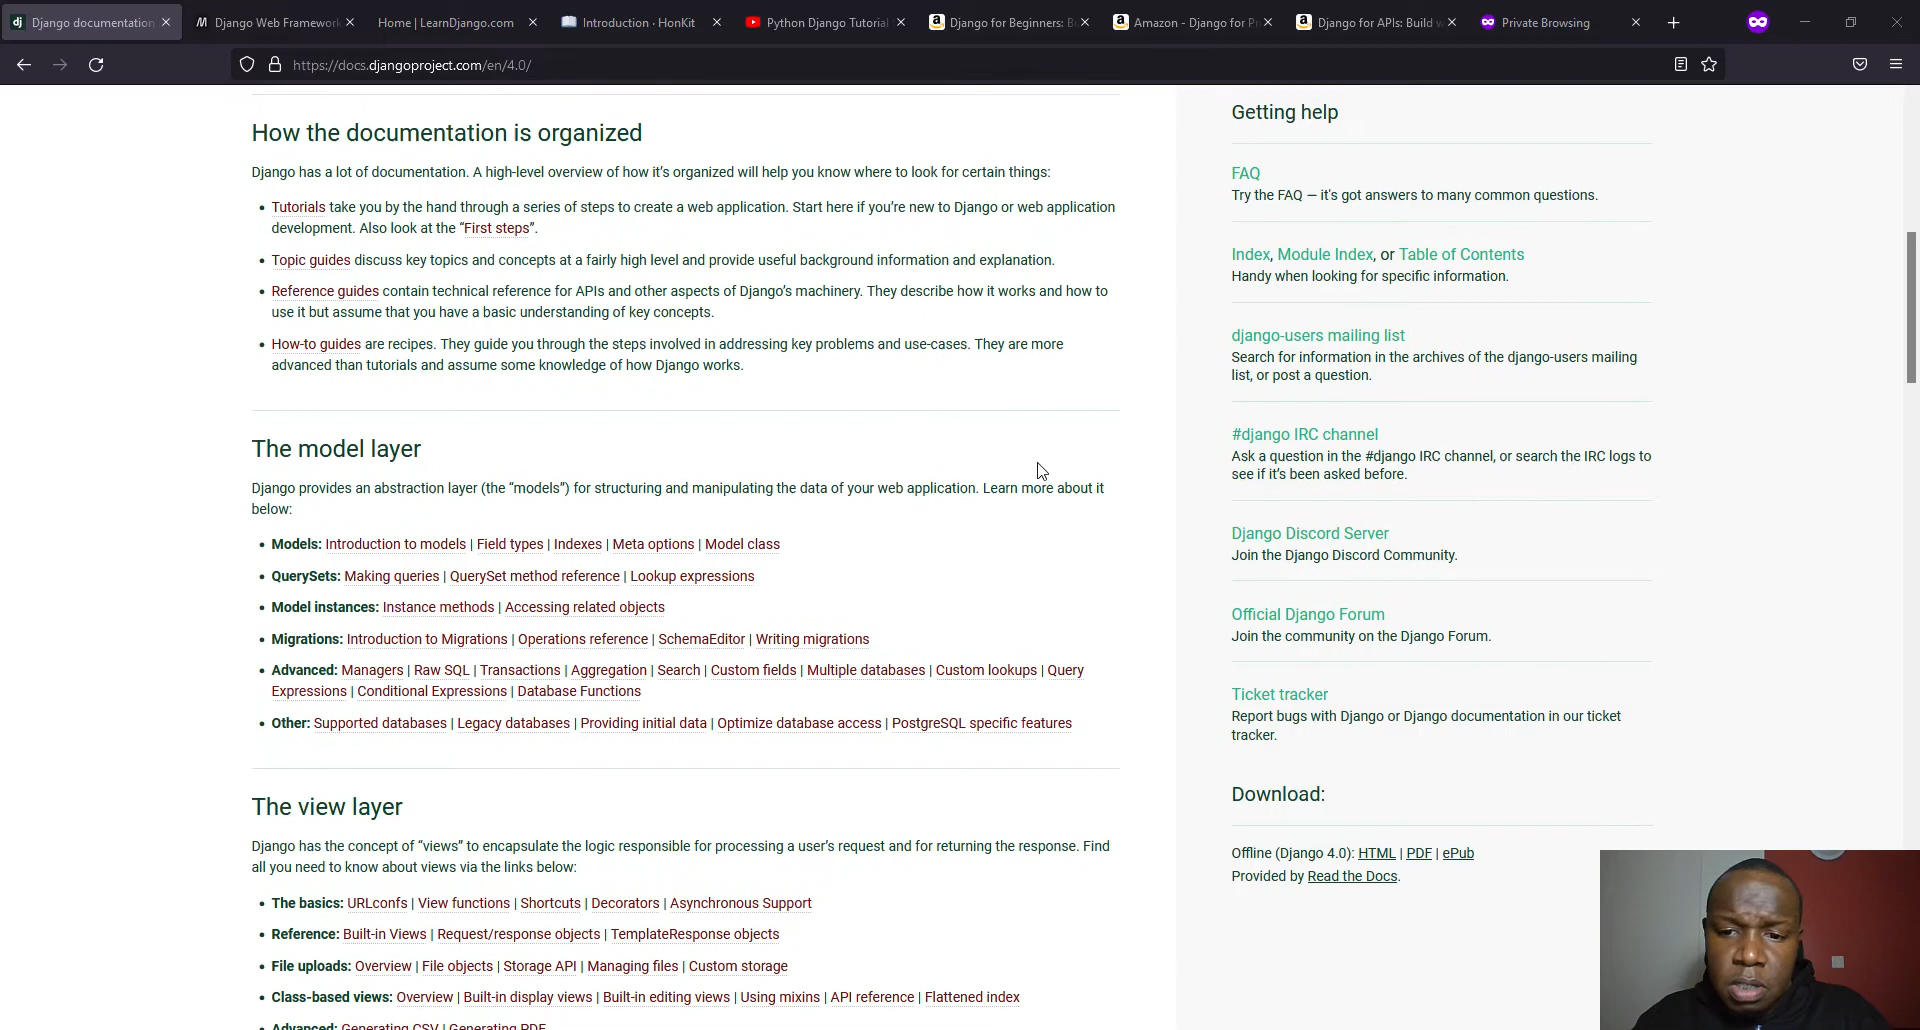 Django documentation
Django Web Framework
Home | LearnDjango.com
Introduction · HonKit
Python Django Tutorial
Django for Beginners: B
Amazon - Django for Pr
Django for APIs: Build w
Private Browsing
https://docs.djangoproject.com/en/4.0/
How the documentation is organized
Django has a lot of documentation. A high-level overview of how it's organized will help you know where to look for certain things:
• Tutorials take you by the hand through a series of steps to create a web application. Start here if you're new to Django or web application
development. Also look at the “First steps”.
• Topic guides discuss key topics and concepts at a fairly high level and provide useful background information and explanation.
• Reference guides contain technical reference for APIs and other aspects of Django's machinery. They describe how it works and how to
use it but assume that you have a basic understanding of key concepts.
• How-to guides are recipes. They guide you through the steps involved in addressing key problems and use-cases. They are more
advanced than tutorials and assume some knowledge of how Django works.
The model layer
Django provides an abstraction layer (the “models”) for structuring and manipulating the data of your web application. Learn more about it
below:
• Models: Introduction to models | Field types | Indexes | Meta options | Model class
• QuerySets: Making queries | QuerySet method reference | Lookup expressions
• Model instances: Instance methods | Accessing related objects
• Migrations: Introduction to Migrations | Operations reference | SchemaEditor | Writing migrations
• Advanced: Managers | Raw SQL | Transactions | Aggregation | Search | Custom fields | Multiple databases | Custom lookups | Query
Expressions | Conditional Expressions | Database Functions
• Other: Supported databases | Legacy databases | Providing initial data | Optimize database access | PostgreSQL specific features
The view layer
Django has the concept of “views” to encapsulate the logic responsible for processing a user's request and for returning the response. Find
all you need to know about views via the links below:
• The basics: URLconfs | View functions | Shortcuts | Decorators | Asynchronous Support
• Reference: Built-in Views | Request/response objects | TemplateResponse objects
• File uploads: Overview | File objects | Storage API | Managing files | Custom storage
• Class-based views: Overview | Built-in display views | Built-in editing views | Using mixins | API reference | Flattened index
• Advanced: Generating CSV | Generating PDF
Getting help
FAQ
Try the FAQ — it's got answers to many common questions.
Index, Module Index, or Table of Contents
Handy when looking for specific information.
django-users mailing list
Search for information in the archives of the django-users mailing
list, or post a question.
#django IRC channel
Ask a question in the #django IRC channel, or search the IRC logs to
see if it's been asked before.
Django Discord Server
Join the Django Discord Community.
Official Django Forum
Join the community on the Django Forum.
Ticket tracker
Report bugs with Django or Django documentation in our ticket
tracker.
Download:
Offline (Django 4.0): HTML | PDF | ePub
Provided by Read the Docs.